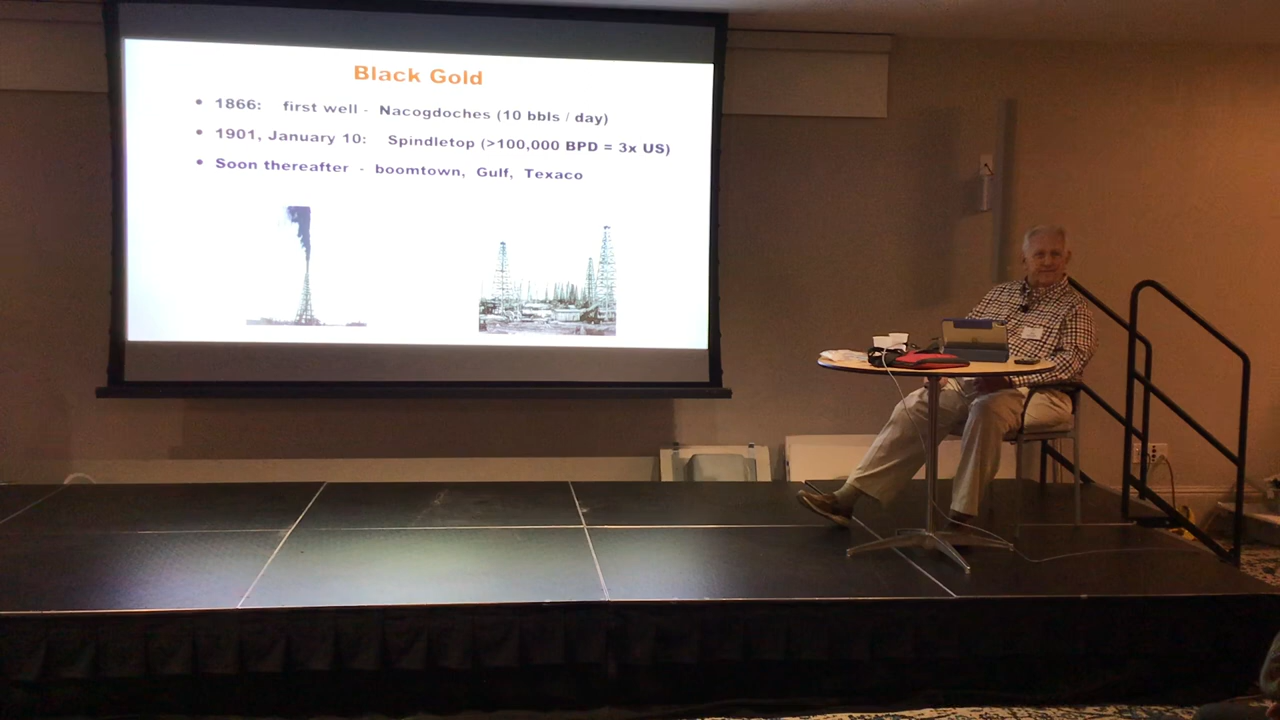 Black Gold
• 1866: first well - Nacogdoches (10 bbls / day)
• 1901, January 10: Spindletop (>100,000 BPD = 3x US)
• Soon thereafter - boomtown, Gulf, Texaco